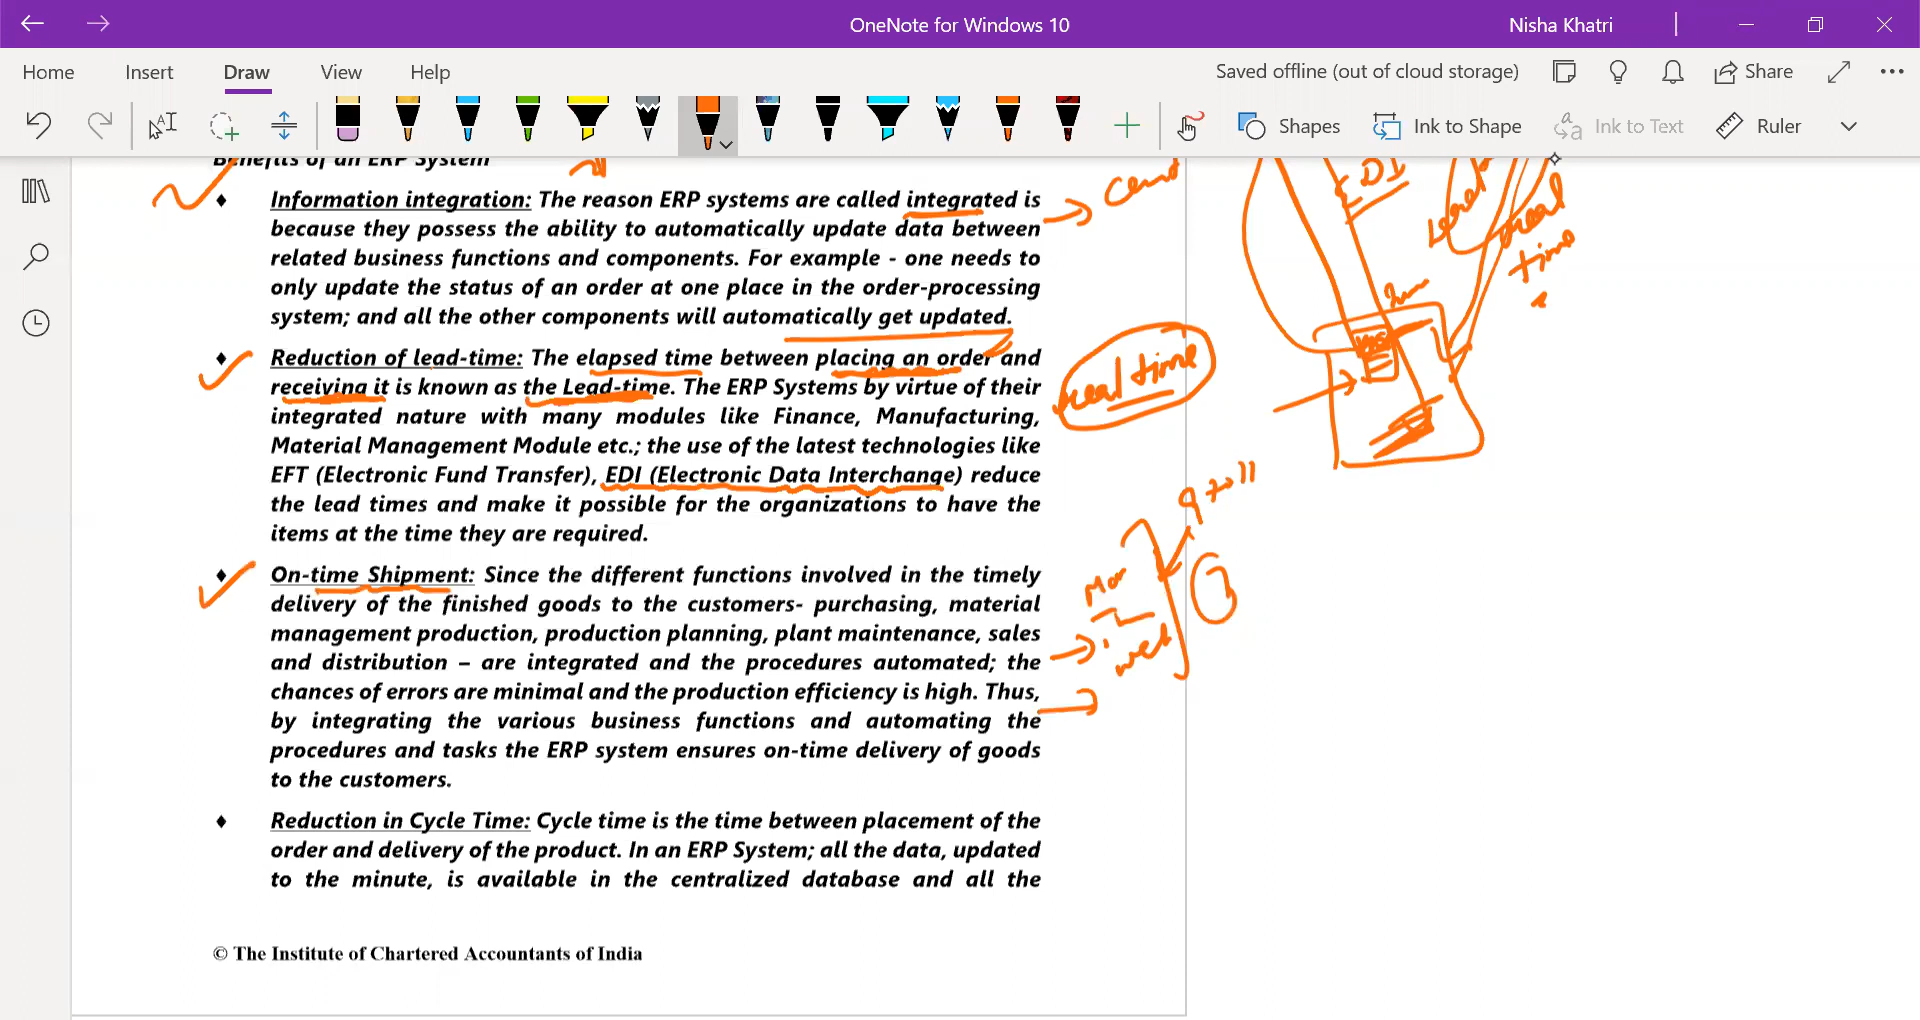 OneNote for Windows 10
Nisha Khatri
Home Insert Draw View Help
Saved offline (out of cloud storage)
Share
Shapes
Ink to Shape
Ink to Text
Ruler
Benefits of an ERP System
♦ Information integration: The reason ERP systems are called integrated is
because they possess the ability to automatically update data between
related business functions and components. For example - one needs to
only update the status of an order at one place in the order-processing
system; and all the other components will automatically get updated.
♦ Reduction of lead-time: The elapsed time between placing an order and
receiving it is known as the Lead-time. The ERP Systems by virtue of their
integrated nature with many modules like Finance, Manufacturing,
Material Management Module etc.; the use of the latest technologies like
EFT (Electronic Fund Transfer), EDI (Electronic Data Interchange) reduce
the lead times and make it possible for the organizations to have the
items at the time they are required.
♦ On-time Shipment: Since the different functions involved in the timely
delivery of the finished goods to the customers- purchasing, material
management production, production planning, plant maintenance, sales
and distribution – are integrated and the procedures automated; the
chances of errors are minimal and the production efficiency is high. Thus,
by integrating the various business functions and automating the
procedures and tasks the ERP system ensures on-time delivery of goods
to the customers.
♦ Reduction in Cycle Time: Cycle time is the time between placement of the
order and delivery of the product. In an ERP System; all the data, updated
to the minute, is available in the centralized database and all the
© The Institute of Chartered Accountants of India
real time
EDI
real
time
9 to 11